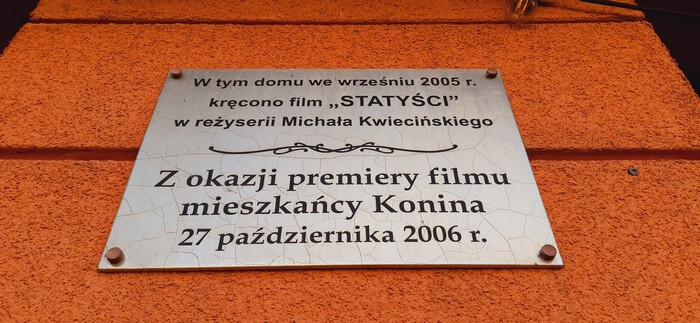 W tym domu we wrześniu 2005 r.
kręcono film „STATYŚCI”
w reżyserii Michała Kwiecińskiego
Z okazji premiery filmu
mieszkańcy Konina
27 października 2006 r.